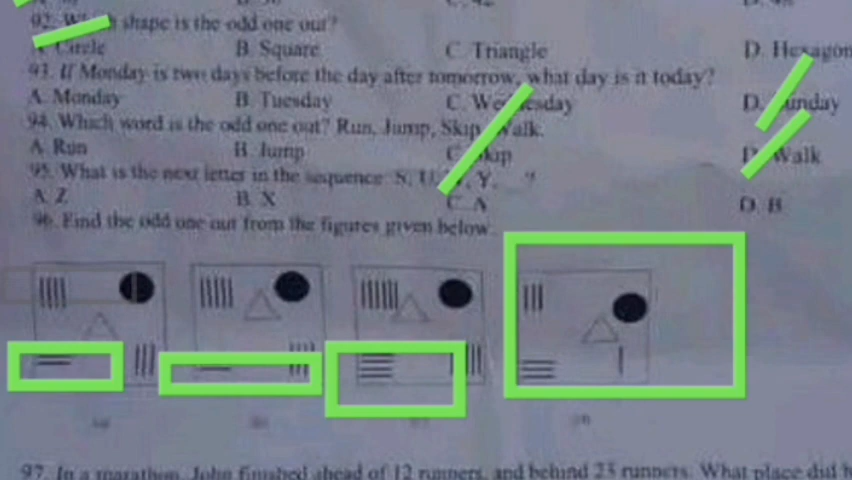 92. Which shape is the odd one out?
A. Circle B. Square C. Triangle D. Hexagon
93. If Monday is two days before the day after tomorrow, what day is it today?
A. Monday B. Tuesday C. Wednesday D. Sunday
94. Which word is the odd one out? Run, Jump, Skip, Walk.
A. Run B. Jump C. Skip D. Walk
95. What is the next letter in the sequence: S, U, Y, ?
A. Z B. X C. A D. B
96. Find the odd one out from the figures given below.
97. In a marathon, John finished ahead of 12 runners, and behind 23 runners. What place did